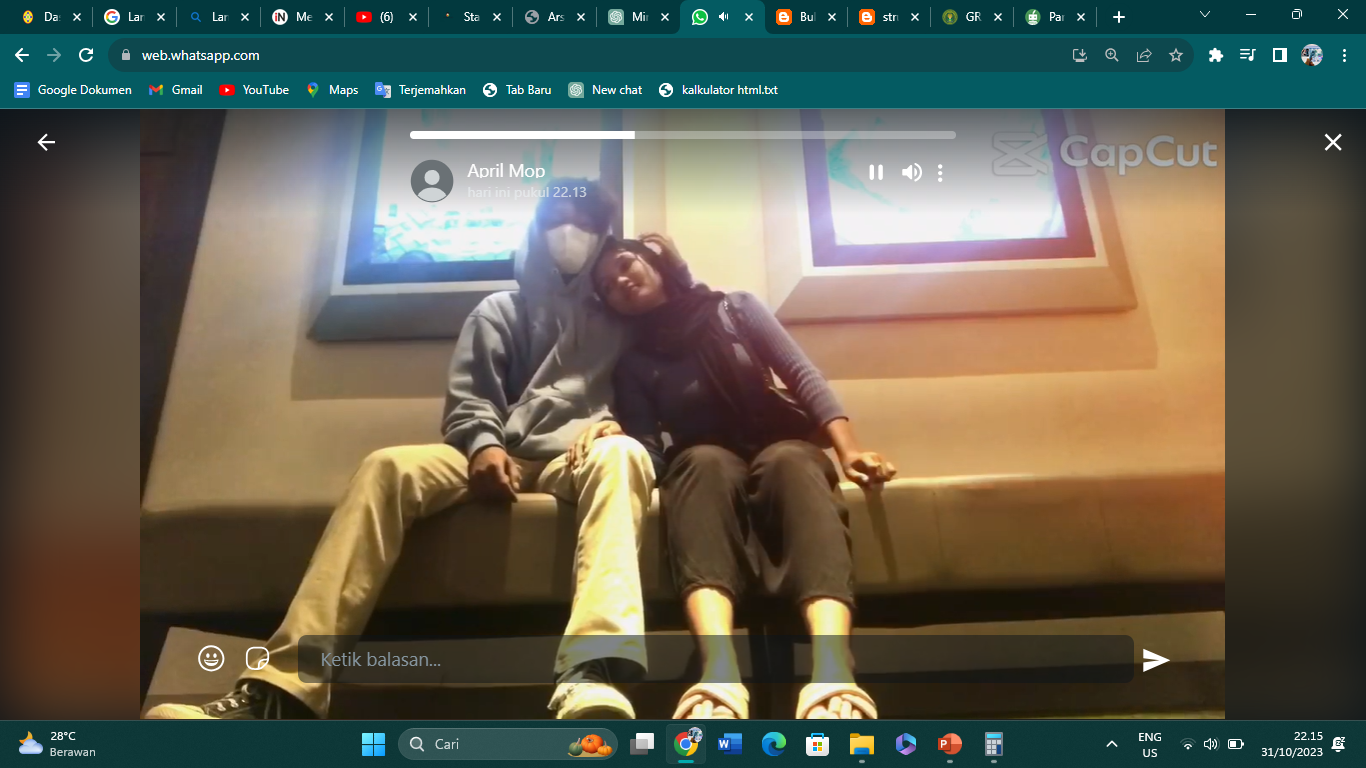 Da
Lar
Lar
Me
(6)
Sta
Ars
Mi
Bul
str
GR
Par
web.whatsapp.com
Google Dokumen
Gmail
YouTube
Maps
Terjemahkan
Tab Baru
New chat
kalkulator html.txt
CapCut
April Mop
hari ini pukul 22.13
Ketik balasan...
28°C
Berawan
Cari
ENG
US
22.15
31/10/2023